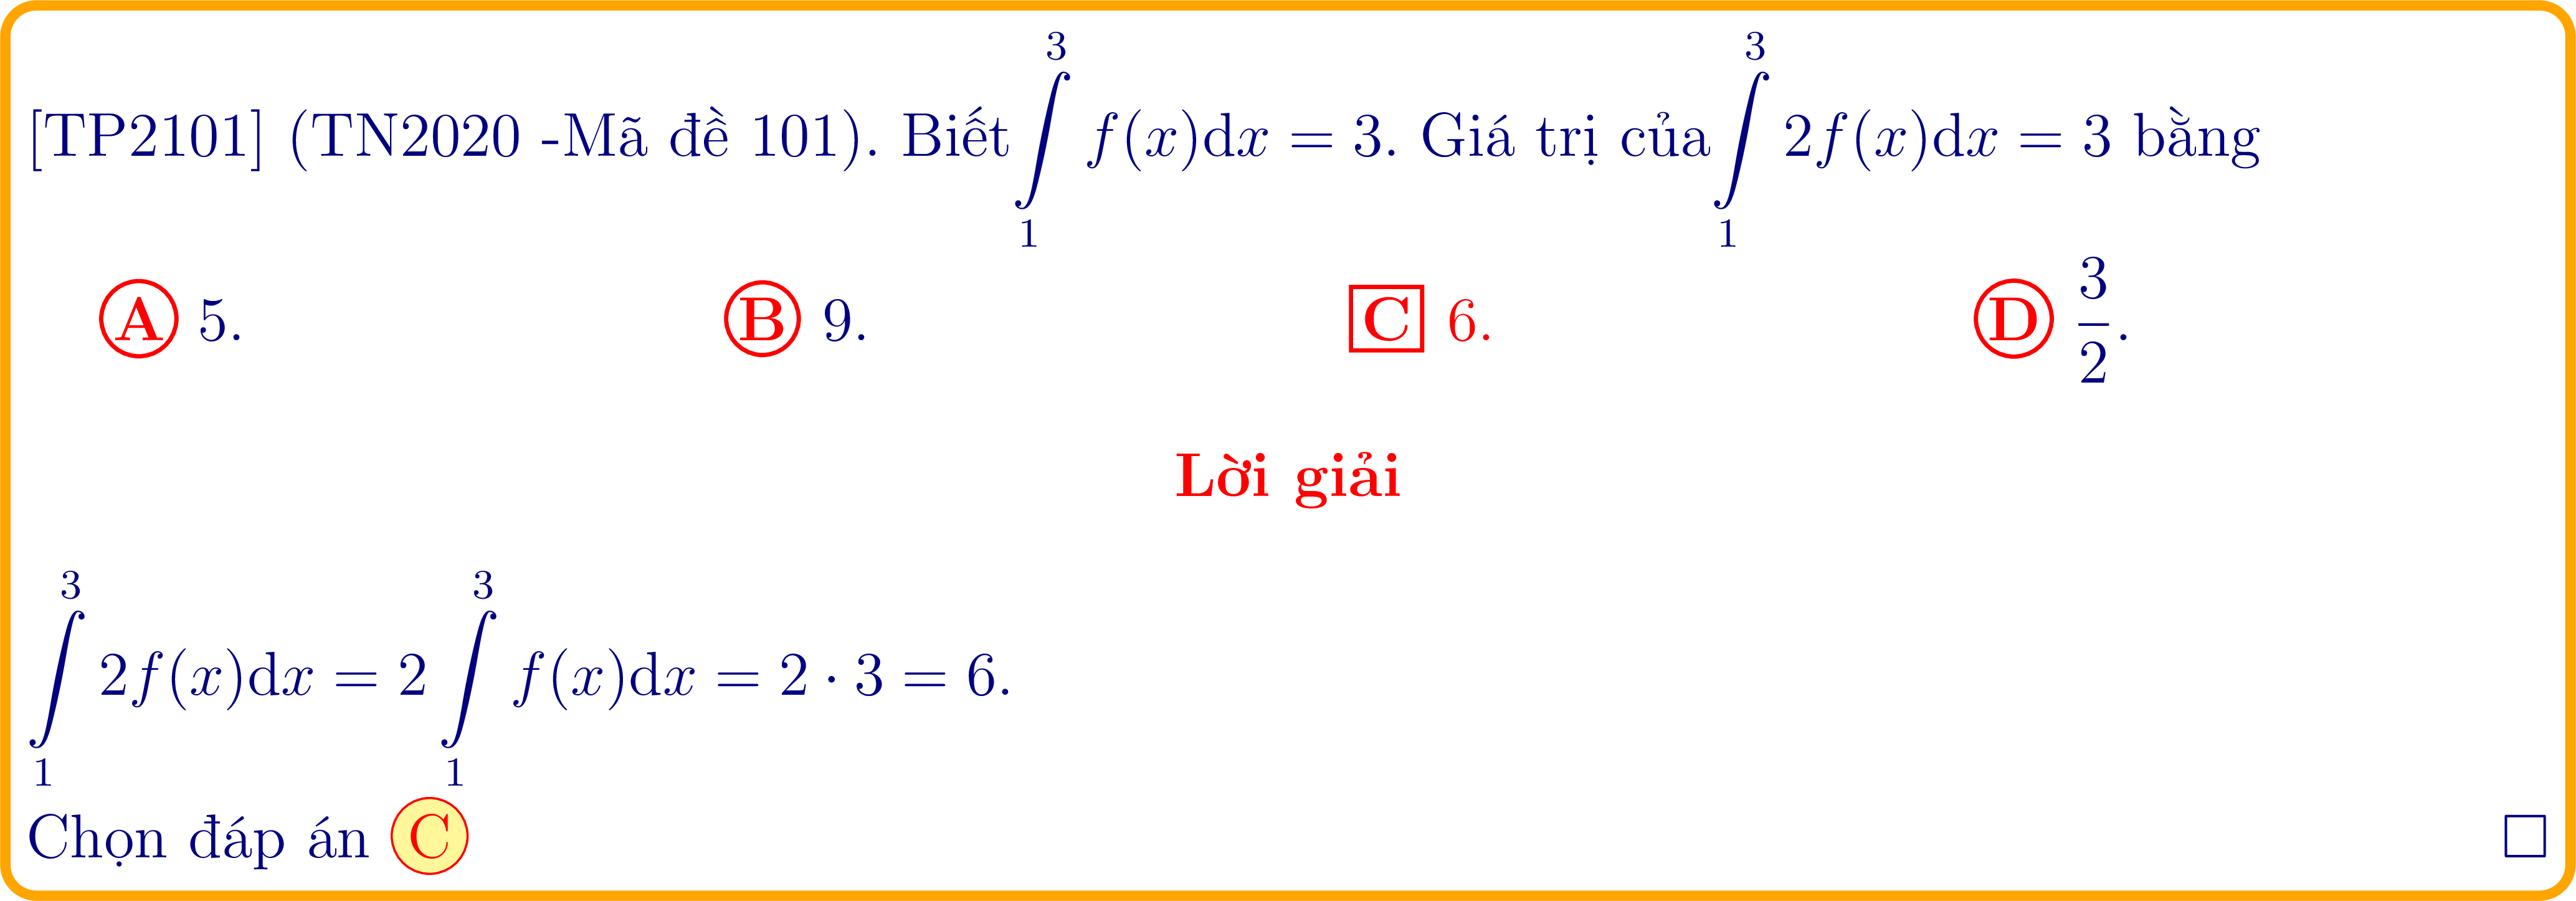 [TP2101] (TN2020 -Mã đề 101). Biết $\int\limits_1^3 f(x)\mathrm{d}x = 3$. Giá trị của $\int\limits_1^3 2f(x)\mathrm{d}x = 3$ bằng
A 5. B 9. C 6. D $\dfrac{3}{2}$.
Lời giải
$\int\limits_1^3 2f(x)\mathrm{d}x = 2\int\limits_1^3 f(x)\mathrm{d}x = 2 \cdot 3 = 6.$
Chọn đáp án C □